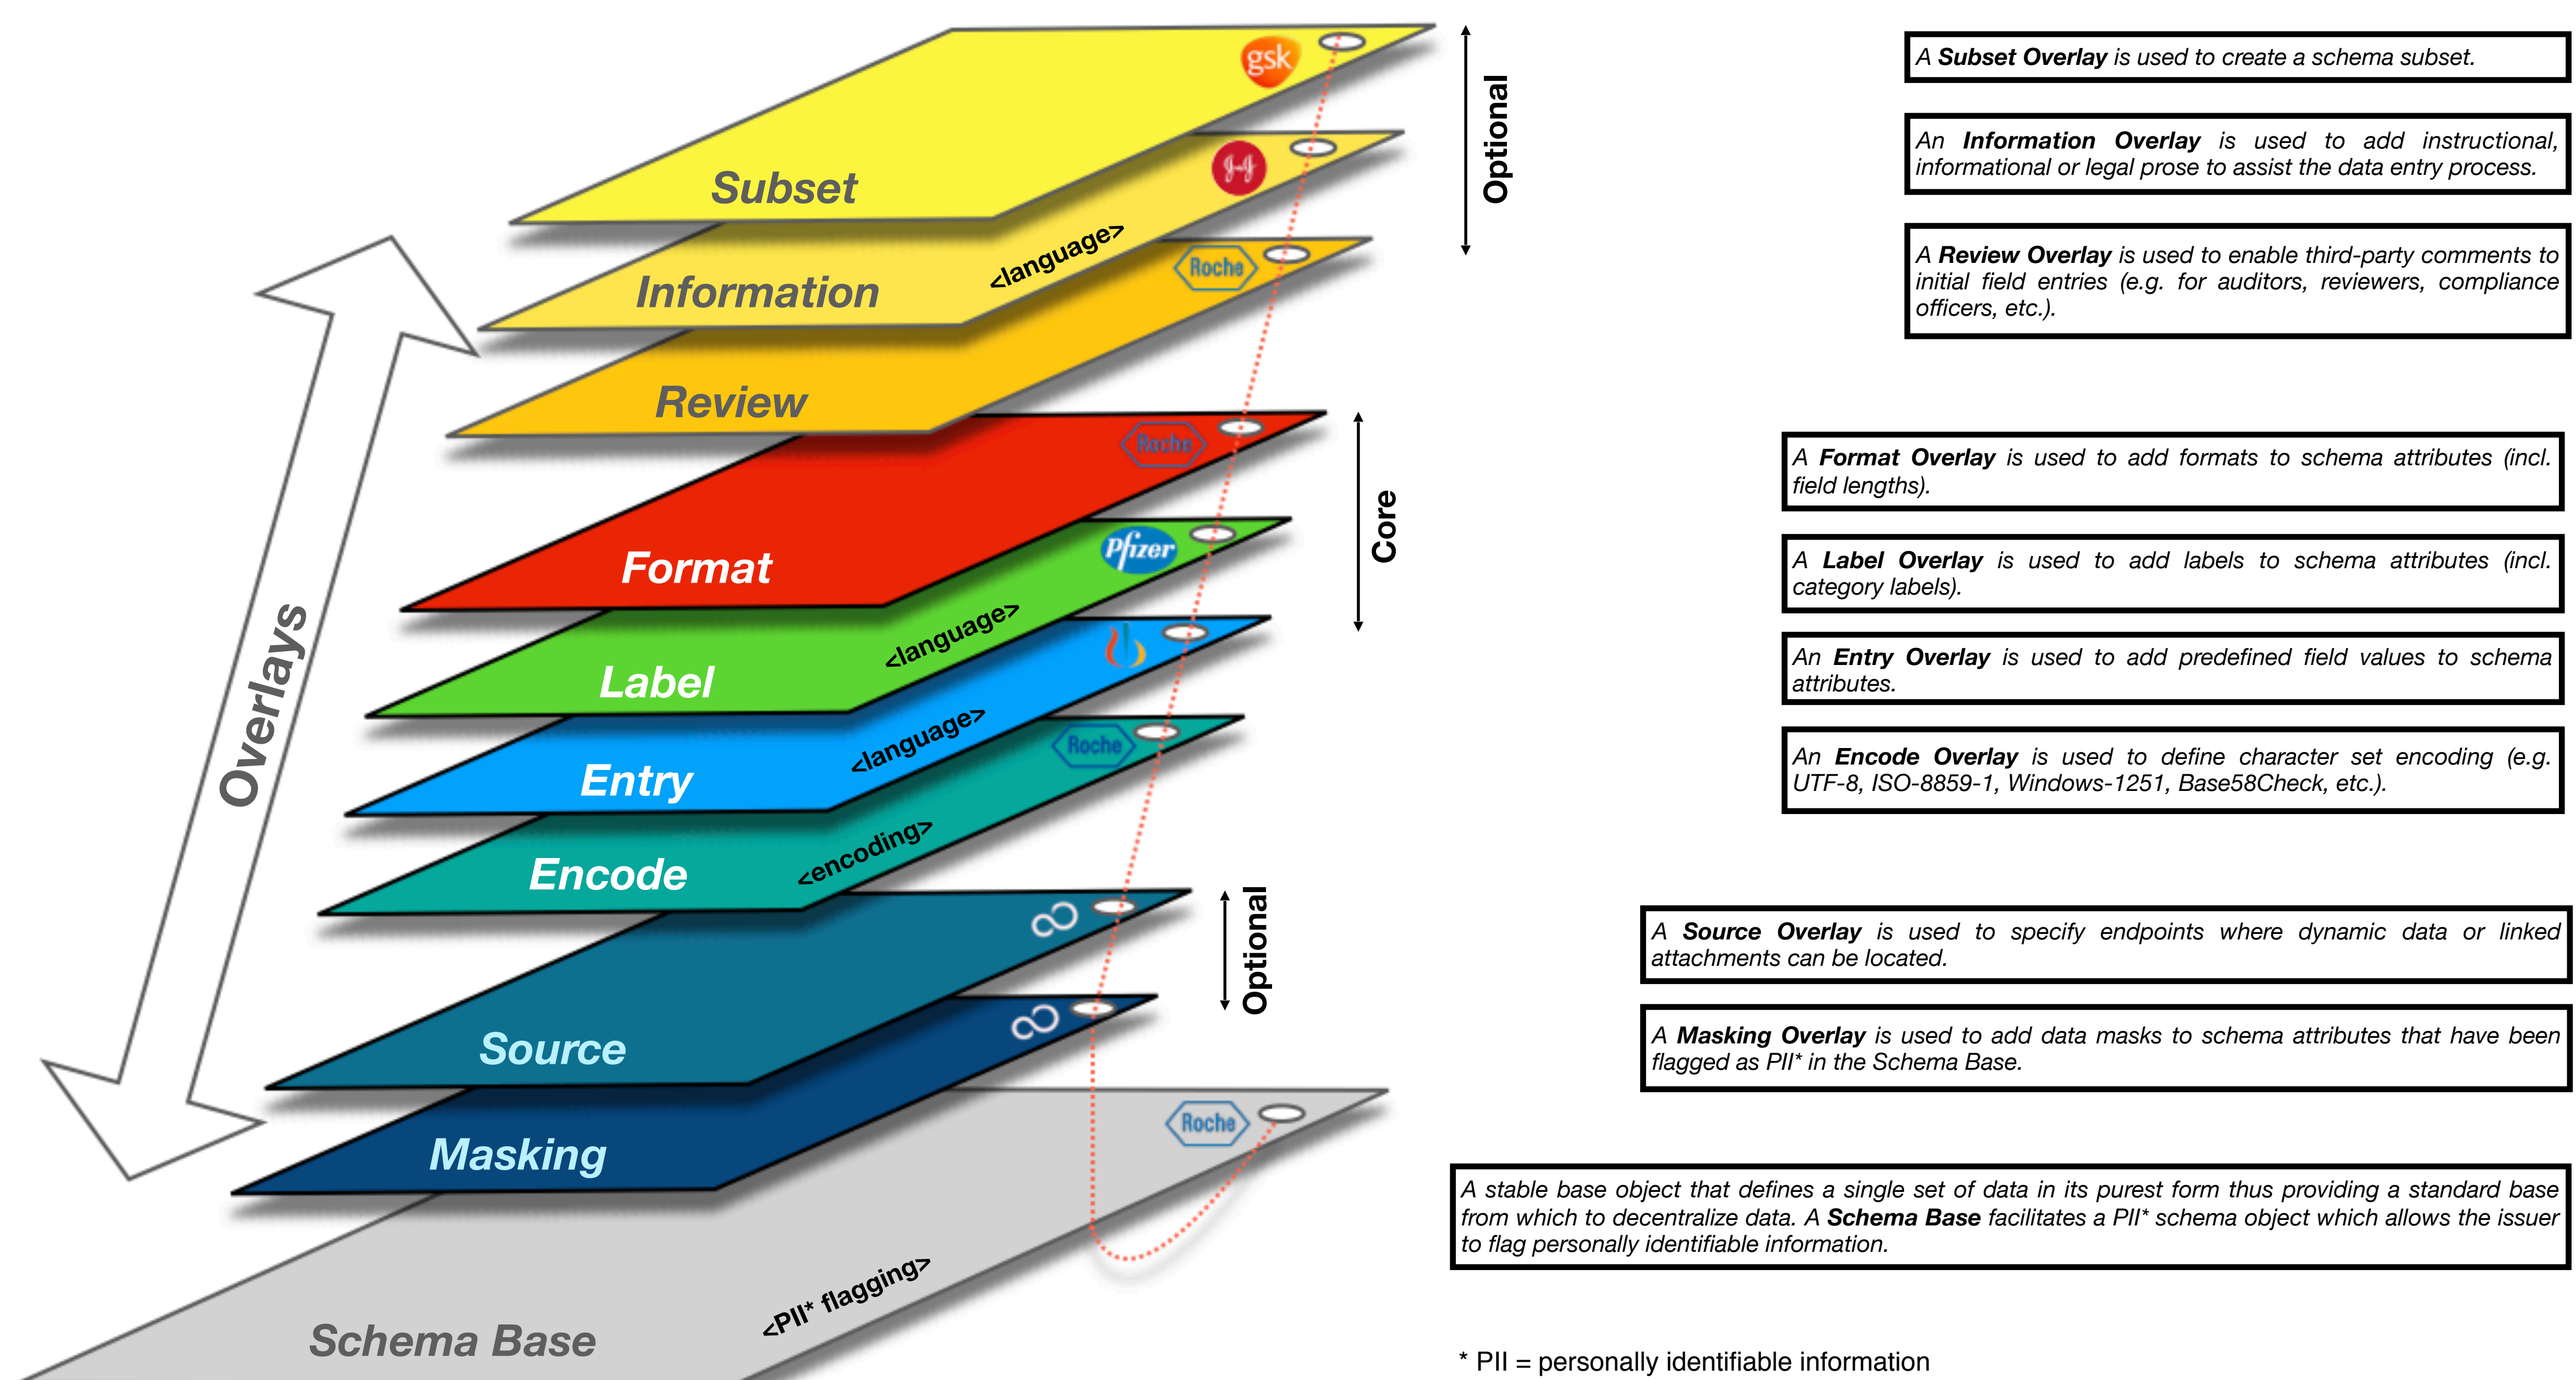 gsk
Subset
Optional
A Subset Overlay is used to create a schema subset.
J&J
Information
<language>
An Information Overlay is used to add instructional,
informational or legal prose to assist the data entry process.
Roche
Review
A Review Overlay is used to enable third-party comments to
initial field entries (e.g. for auditors, reviewers, compliance
officers, etc.).
Overlays
Roche
Format
Core
A Format Overlay is used to add formats to schema attributes (incl.
field lengths).
Pfizer
Label
<language>
A Label Overlay is used to add labels to schema attributes (incl.
category labels).
Entry
<language>
An Entry Overlay is used to add predefined field values to schema
attributes.
Roche
Encode
<encoding>
An Encode Overlay is used to define character set encoding (e.g.
UTF-8, ISO-8859-1, Windows-1251, Base58Check, etc.).
Source
Optional
A Source Overlay is used to specify endpoints where dynamic data or linked
attachments can be located.
Masking
A Masking Overlay is used to add data masks to schema attributes that have been
flagged as PII* in the Schema Base.
Roche
Schema Base
<PII* flagging>
A stable base object that defines a single set of data in its purest form thus providing a standard base
from which to decentralize data. A Schema Base facilitates a PII* schema object which allows the issuer
to flag personally identifiable information.
* PII = personally identifiable information